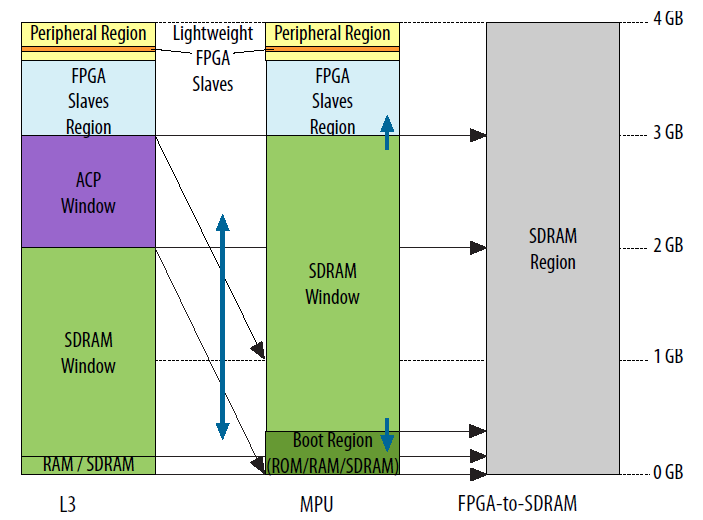 Peripheral Region
Lightweight
FPGA
Slaves
Peripheral Region
4 GB
FPGA
Slaves
Region
FPGA
Slaves
Region
3 GB
ACP
Window
SDRAM
Region
2 GB
SDRAM
Window
SDRAM
Window
1 GB
Boot Region
(ROM/RAM/SDRAM)
RAM / SDRAM
0 GB
L3
MPU
FPGA-to-SDRAM